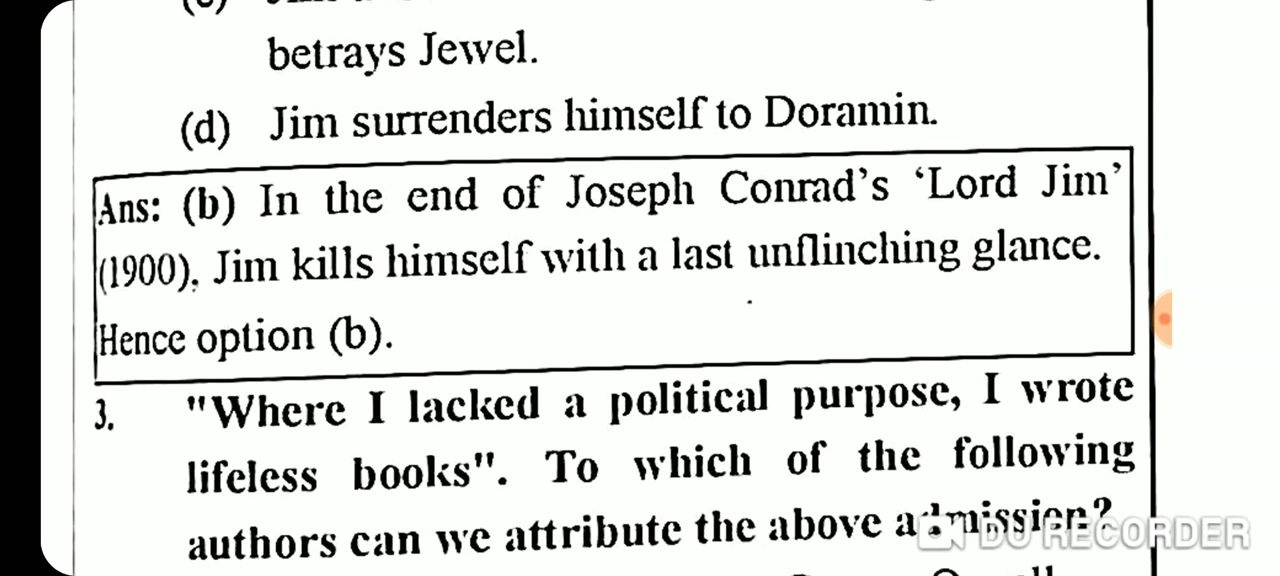 betrays Jewel.
(d) Jim surrenders himself to Doramin.
Ans: (b) In the end of Joseph Conrad's 'Lord Jim'
(1900), Jim kills himself with a last unflinching glance.
Hence option (b).
3. "Where I lacked a political purpose, I wrote
lifeless books". To which of the following
authors can we attribute the above admission?
DU RECORDER